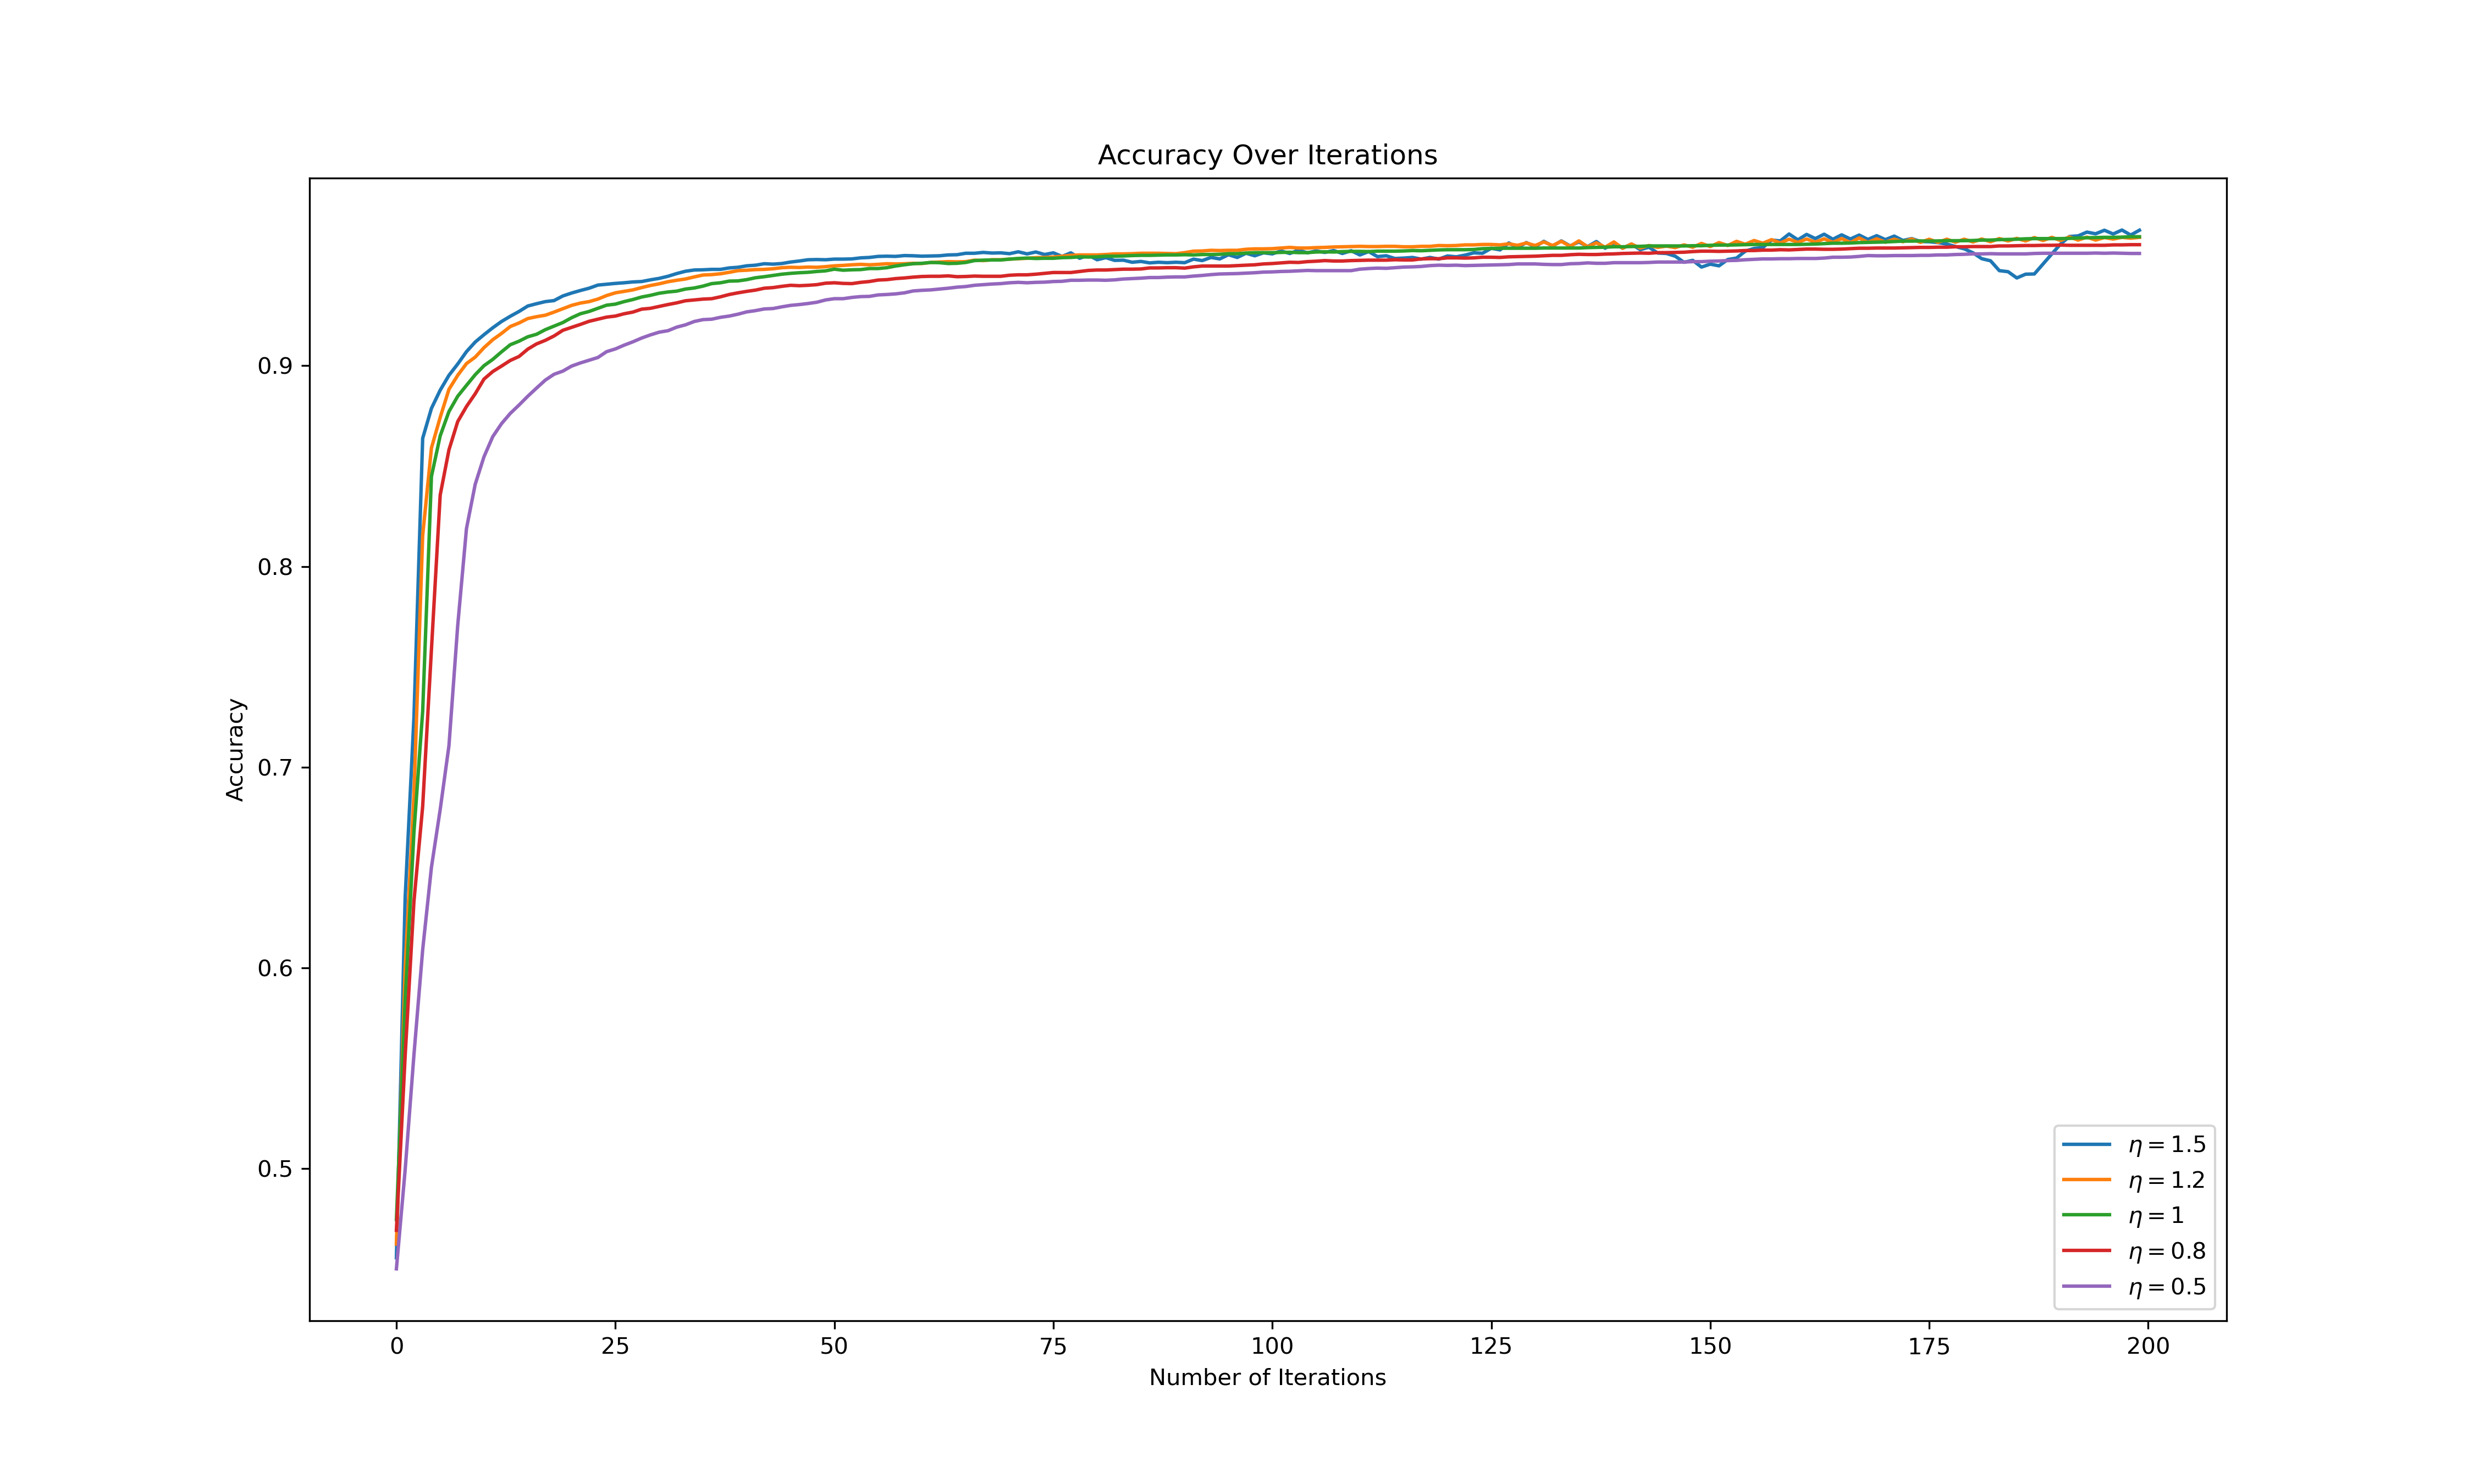 Accuracy Over Iterations
Accuracy
0.9
0.8
0.7
0.6
0.5
0 25 50 75 100 125 150 175 200
Number of Iterations
η = 1.5
η = 1.2
η = 1
η = 0.8
η = 0.5